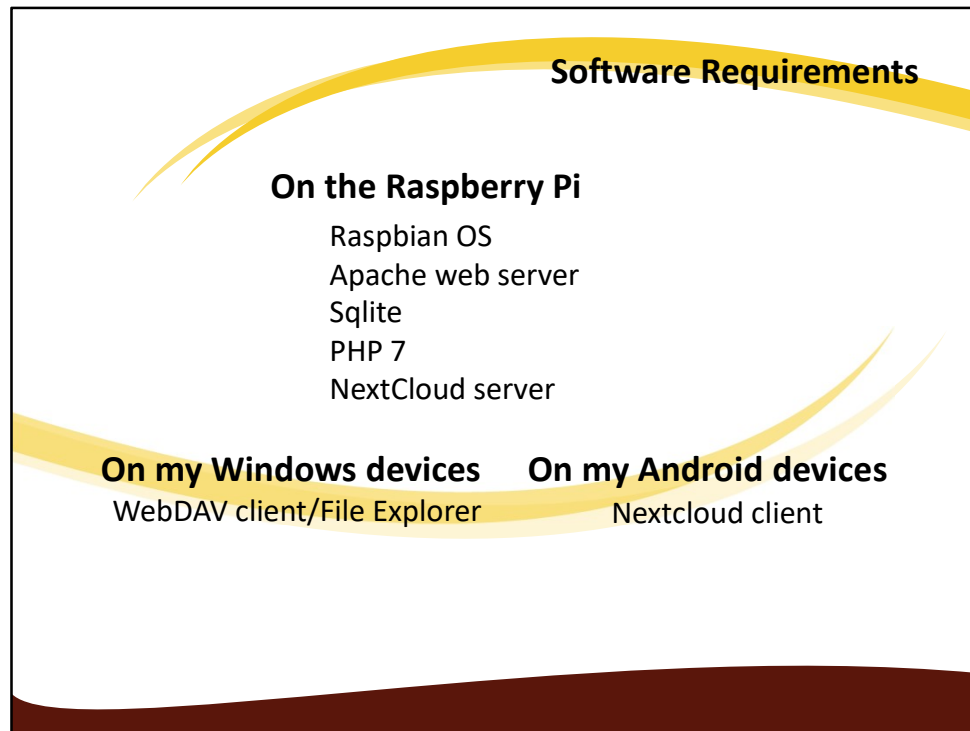 Software Requirements
On the Raspberry Pi
Raspbian OS
Apache web server
Sqlite
PHP 7
NextCloud server
On my Windows devices
WebDAV client/File Explorer
On my Android devices
Nextcloud client